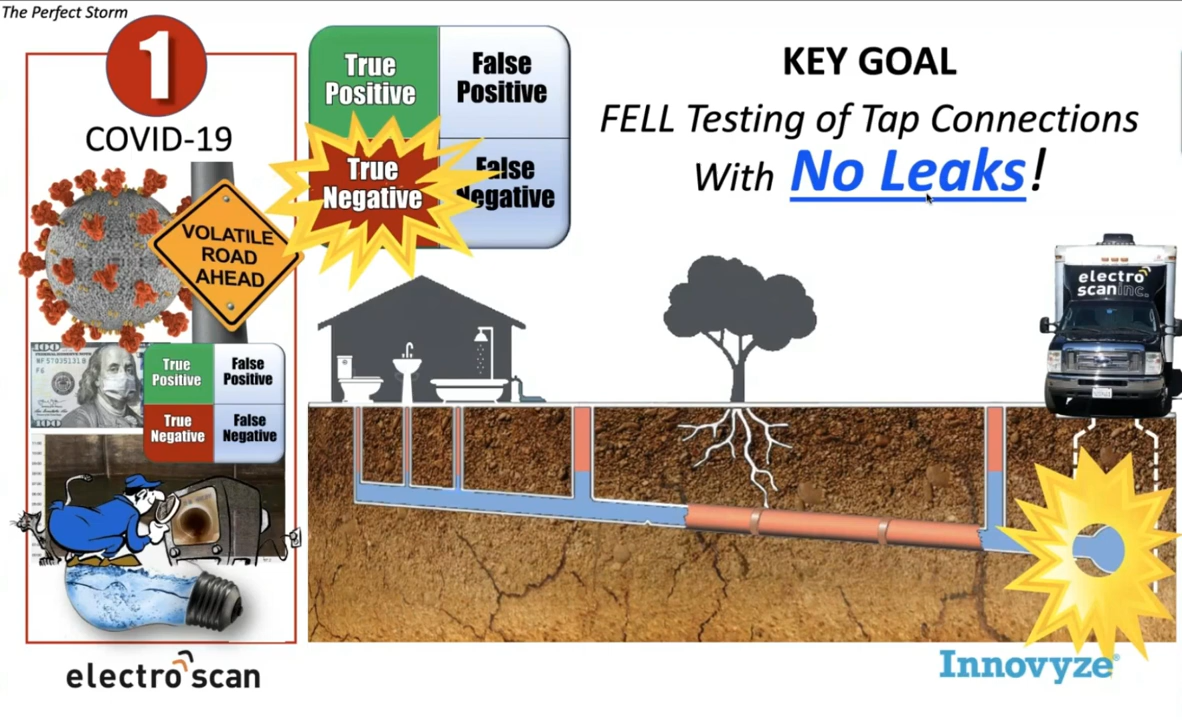 The Perfect Storm
1
COVID-19
VOLATILE
ROAD
AHEAD
100
True
Positive
False
Positive
True
Negative
False
Negative
electro scan
True
Positive
False
Positive
True
Negative
False
Negative
KEY GOAL
FELL Testing of Tap Connections
With No Leaks!
electro
scaninc.
Innovyze®